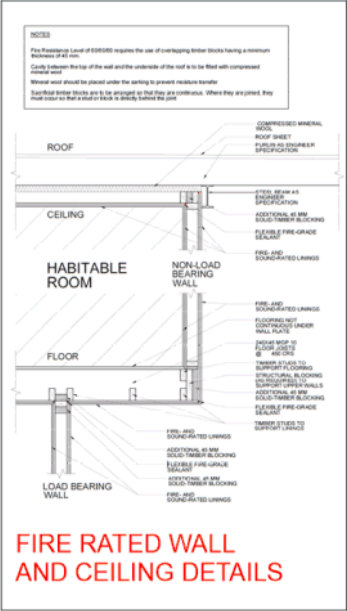 NOTES
Fire Resistance Level of 60/60/60 requires the use of overlapping timber blocks having a minimum
thickness of 45 mm
Cavity between the top of the wall and the underside of the roof is to be filled with compressed
mineral wool
Mineral wool should be placed under the sarking to prevent moisture transfer
Sacrificial timber blocks are to be arranged so that they are continuous. Where they are joined, they
must occur so that a stud or block is directly behind the joint
COMPRESSED MINERAL
WOOL
ROOF SHEET
PURLIN AS ENGINEER
SPECIFICATION
ROOF
STEEL BEAM AS
ENGINEER
SPECIFICATION
CEILING
ADDITIONAL 45 MM
SOLID-TIMBER BLOCKING
FLEXIBLE FIRE-GRADE
SEALANT
FIRE- AND
SOUND-RATED LININGS
HABITABLE
ROOM
NON-LOAD
BEARING
WALL
FIRE- AND
SOUND-RATED LININGS
FLOORING NOT
CONTINUOUS UNDER
WALL PLATE
240X45 MGP 10
FLOOR JOISTS
@ 450 CRS
FLOOR
TIMBER STUDS TO
SUPPORT FLOORING
STRUCTURAL BLOCKING
AS REQUIRED TO
SUPPORT UPPER WALLS
ADDITIONAL 45 MM
SOLID-TIMBER BLOCKING
FLEXIBLE FIRE-GRADE
SEALANT
TIMBER STUDS TO
SUPPORT LININGS
FIRE- AND
SOUND-RATED LININGS
ADDITIONAL 45 MM
SOLID-TIMBER BLOCKING
FLEXIBLE FIRE-GRADE
SEALANT
ADDITIONAL 45 MM
SOLID-TIMBER BLOCKING
FIRE- AND
SOUND-RATED LININGS
LOAD BEARING
WALL
FIRE RATED WALL
AND CEILING DETAILS